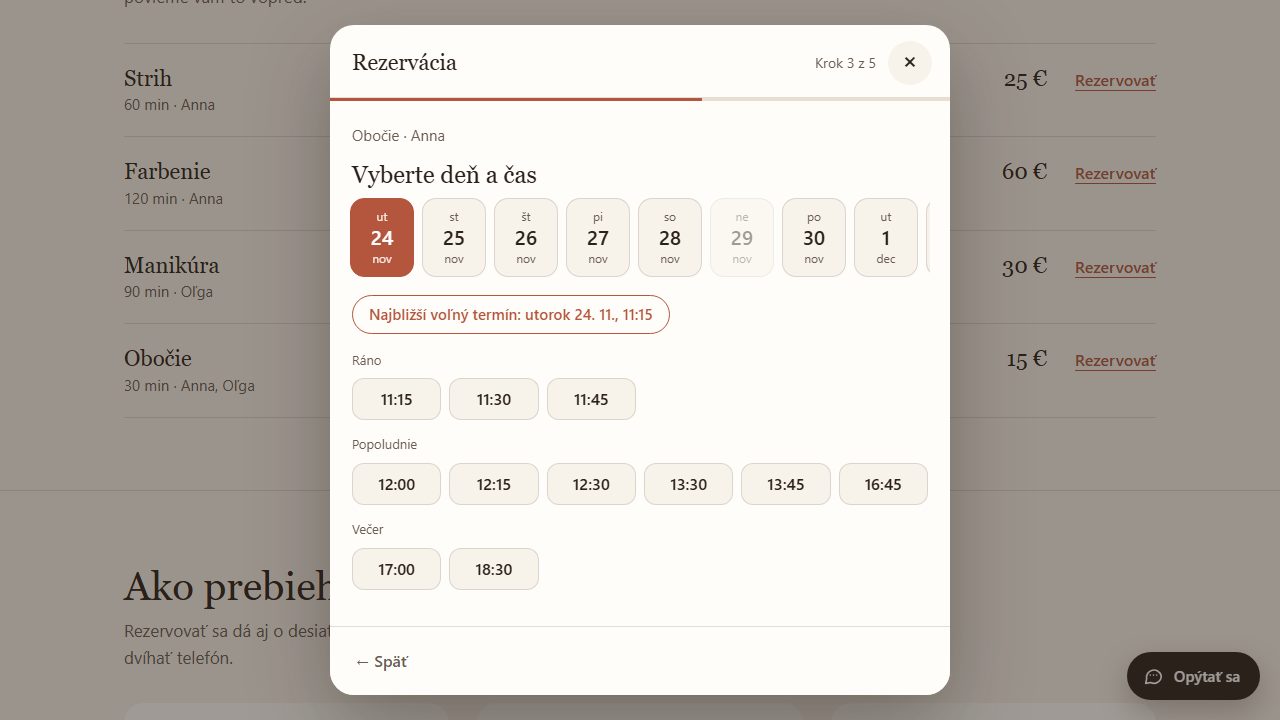 povieme vám to vopred.
Strih
60 min · Anna
25 €
Rezervovať
Farbenie
120 min · Anna
60 €
Rezervovať
Manikúra
90 min · Oľga
30 €
Rezervovať
Obočie
30 min · Anna, Oľga
15 €
Rezervovať
Ako
Rezervovať sa dá aj o
dvíhať telefón.
Rezervácia
Krok 3 z 5
×
Obočie · Anna
Vyberte deň a čas
ut
24
nov
st
25
nov
št
26
nov
pi
27
nov
so
28
nov
ne
29
nov
po
30
nov
ut
1
dec
Najbližší voľný termín: utorok 24. 11., 11:15
Ráno
11:15
11:30
11:45
Popoludnie
12:00
12:15
12:30
13:30
13:45
16:45
Večer
17:00
18:30
← Späť
Opýtať sa